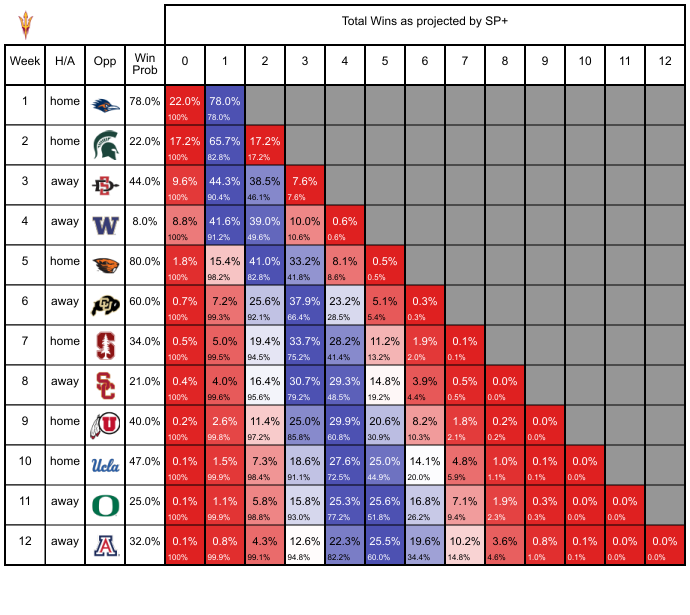 Total Wins as projected by SP+
Week H/A Opp Win Prob 0 1 2 3 4 5 6 7 8 9 10 11 12
1 home 78.0% 22.0% 78.0%
100% 78.0%
2 home 22.0% 17.2% 65.7% 17.2%
100% 82.8% 17.2%
3 away 44.0% 9.6% 44.3% 38.5% 7.6%
100% 90.4% 46.1% 7.6%
4 away W 8.0% 8.8% 41.6% 39.0% 10.0% 0.6%
100% 91.2% 49.6% 10.6% 0.6%
5 home 80.0% 1.8% 15.4% 41.0% 33.2% 8.1% 0.5%
100% 98.2% 82.8% 41.8% 8.6% 0.5%
6 away 60.0% 0.7% 7.2% 25.6% 37.9% 23.2% 5.1% 0.3%
100% 99.3% 92.1% 66.4% 28.5% 5.4% 0.3%
7 home S 34.0% 0.5% 5.0% 19.4% 33.7% 28.2% 11.2% 1.9% 0.1%
100% 99.5% 94.5% 75.2% 41.4% 13.2% 2.0% 0.1%
8 away SC 21.0% 0.4% 4.0% 16.4% 30.7% 29.3% 14.8% 3.9% 0.5% 0.0%
100% 99.6% 95.6% 79.2% 48.5% 19.2% 4.4% 0.5% 0.0%
9 home U 40.0% 0.2% 2.6% 11.4% 25.0% 29.9% 20.6% 8.2% 1.8% 0.2% 0.0%
100% 99.8% 97.2% 85.8% 60.8% 30.9% 10.3% 2.1% 0.2% 0.0%
10 home Ucla 47.0% 0.1% 1.5% 7.3% 18.6% 27.6% 25.0% 14.1% 4.8% 1.0% 0.1% 0.0%
100% 99.9% 98.4% 91.1% 72.5% 44.9% 20.0% 5.9% 1.1% 0.1% 0.0%
11 away O 25.0% 0.1% 1.1% 5.8% 15.8% 25.3% 25.6% 16.8% 7.1% 1.9% 0.3% 0.0% 0.0%
100% 99.9% 98.8% 93.0% 77.2% 51.8% 26.2% 9.4% 2.3% 0.3% 0.0% 0.0%
12 away A 32.0% 0.1% 0.8% 4.3% 12.6% 22.3% 25.5% 19.6% 10.2% 3.6% 0.8% 0.1% 0.0% 0.0%
100% 99.9% 99.1% 94.8% 82.2% 60.0% 34.4% 14.8% 4.6% 1.0% 0.1% 0.0% 0.0%